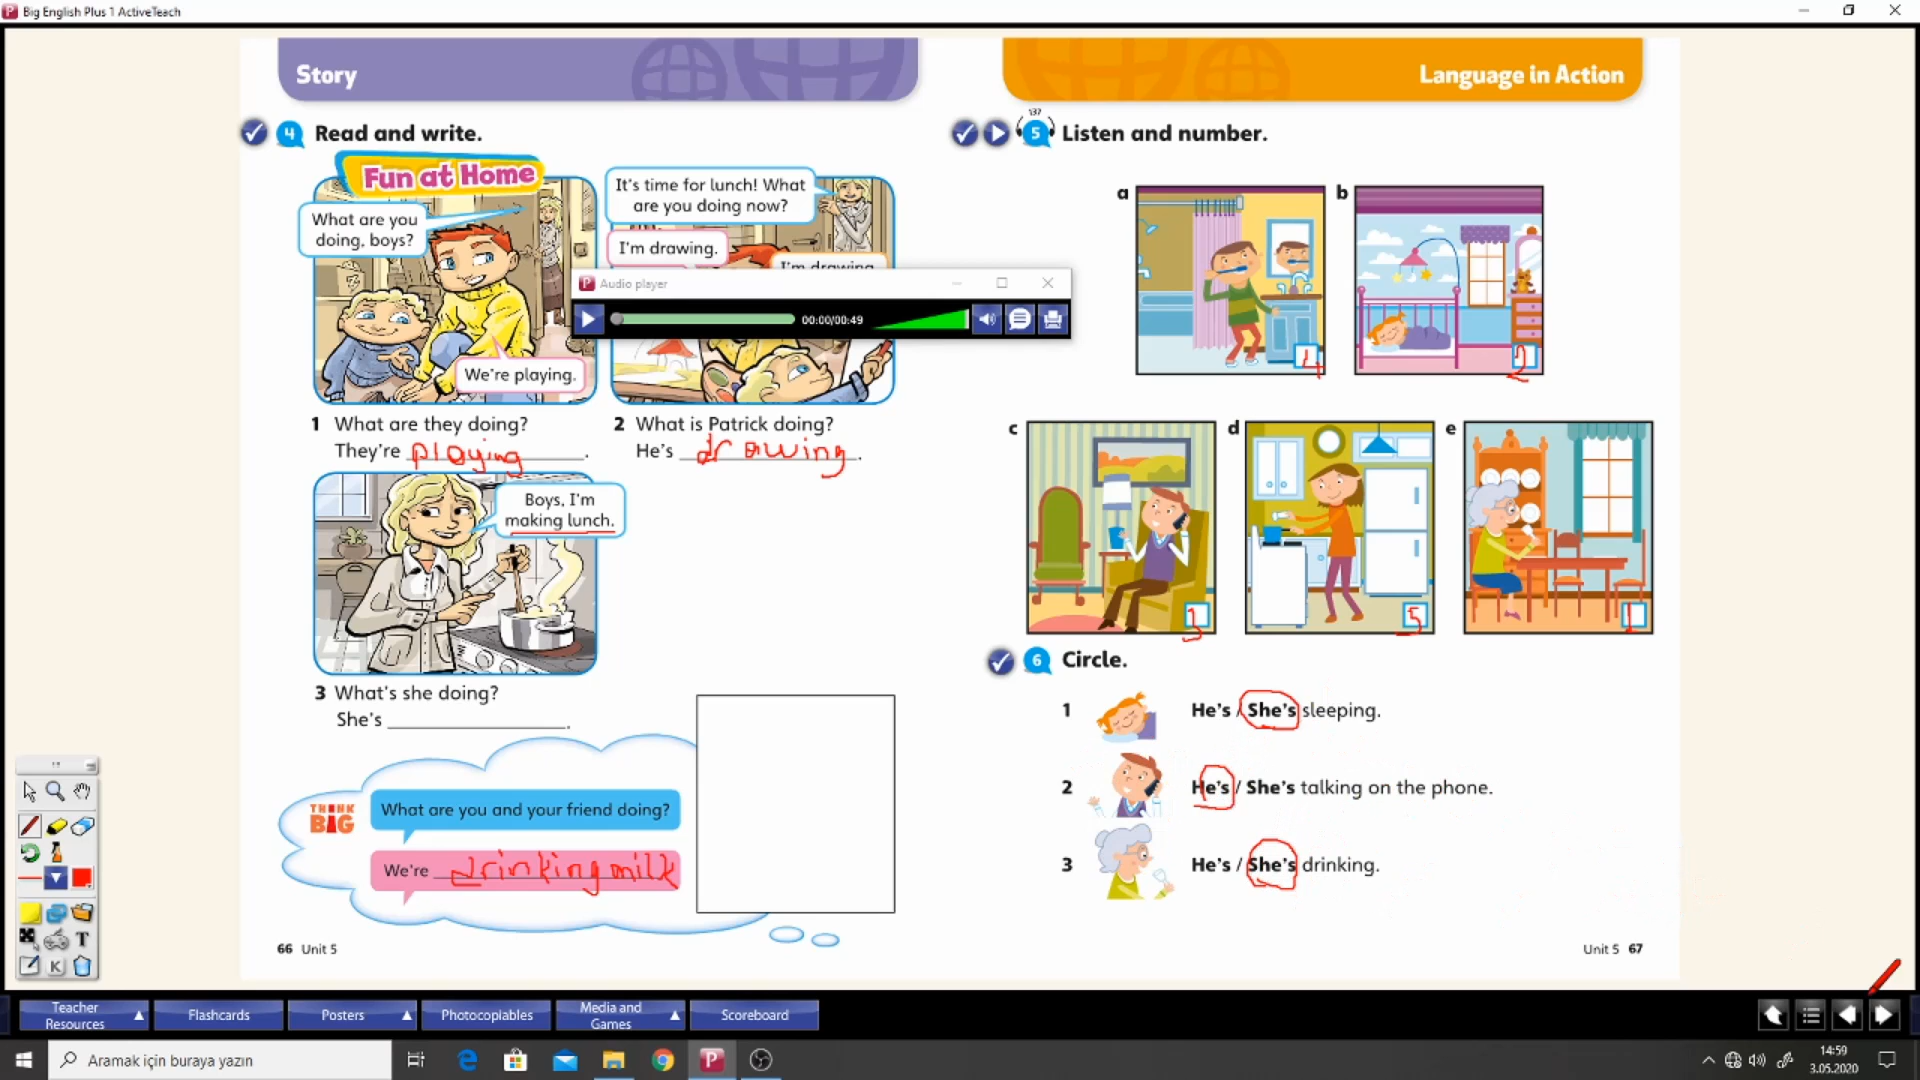 Big English Plus 1 ActiveTeach
Story
4 Read and write.
Fun at Home
What are you
doing, boys?
We're playing.
It's time for lunch! What
are you doing now?
I'm drawing.
I'm drawing
Audio player
00:00/00:49
1 What are they doing?
They're playing.
2 What is Patrick doing?
He's drawing.
Boys, I'm
making lunch.
3 What's she doing?
She's ____________.
THINK
BIG
What are you and your friend doing?
We're drinking milk
66 Unit 5
Language in Action
137
5 Listen and number.
a
4
b
2
c
3
d
5
e
1
6 Circle.
1 He's / She's sleeping.
2 He's / She's talking on the phone.
3 He's / She's drinking.
Unit 5 67
T
K
Teacher
Resources
Flashcards
Posters
Photocopiables
Media and
Games
Scoreboard
Aramak için buraya yazın
14:59
3.05.2020